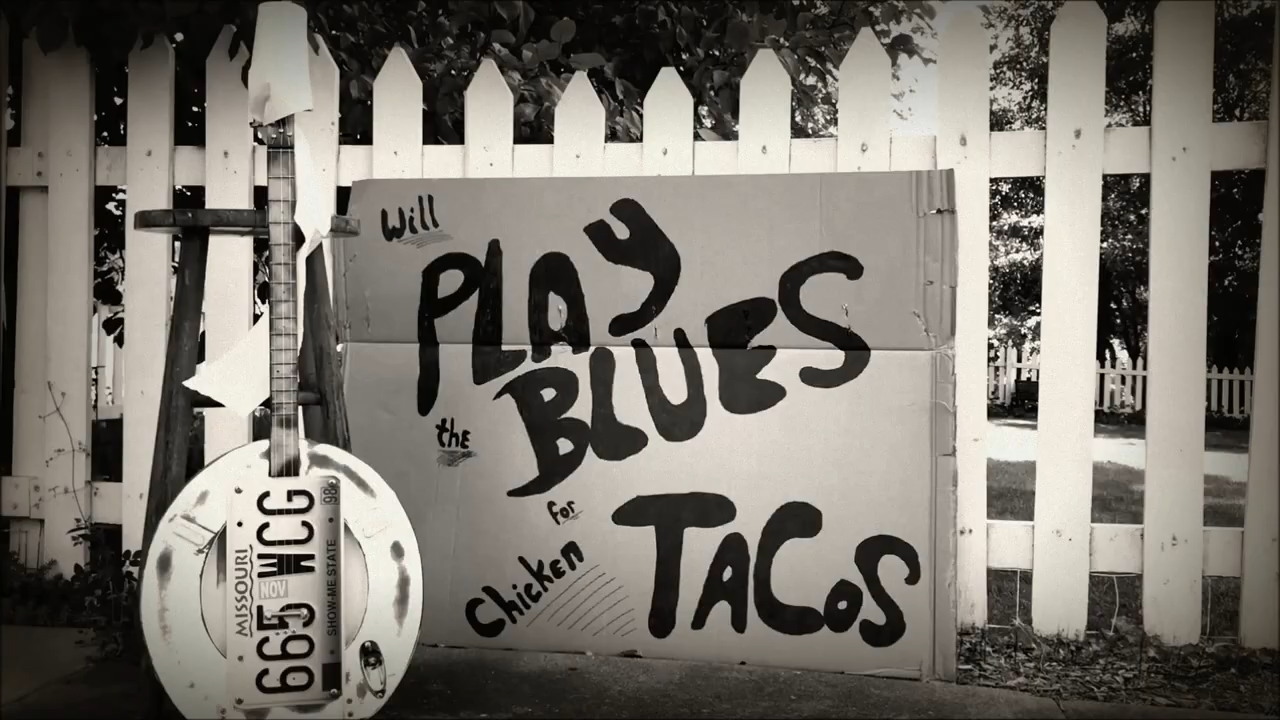 Will
PLAY
the BLUES
for
Chicken TACOS
MISSOURI
NOV 98
665 WCG
SHOW-ME STATE